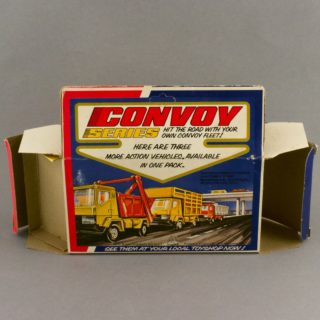 CONVOY
SERIES
HIT THE ROAD WITH YOUR
OWN CONVOY FLEET!
HERE ARE THREE
MORE ACTION VEHICLES, AVAILABLE
IN ONE PACK.
SEE THEM AT YOUR LOCAL TOYSHOP NOW!